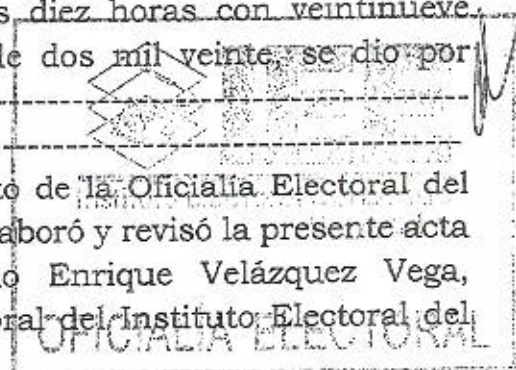 s diez horas con veintinueve
de dos mil veinte, se dio por
o de la Oficialía Electoral del
aboró y revisó la presente acta
o Enrique Velázquez Vega,
oral del Instituto Electoral del
OFICIALÍA ELECTORAL